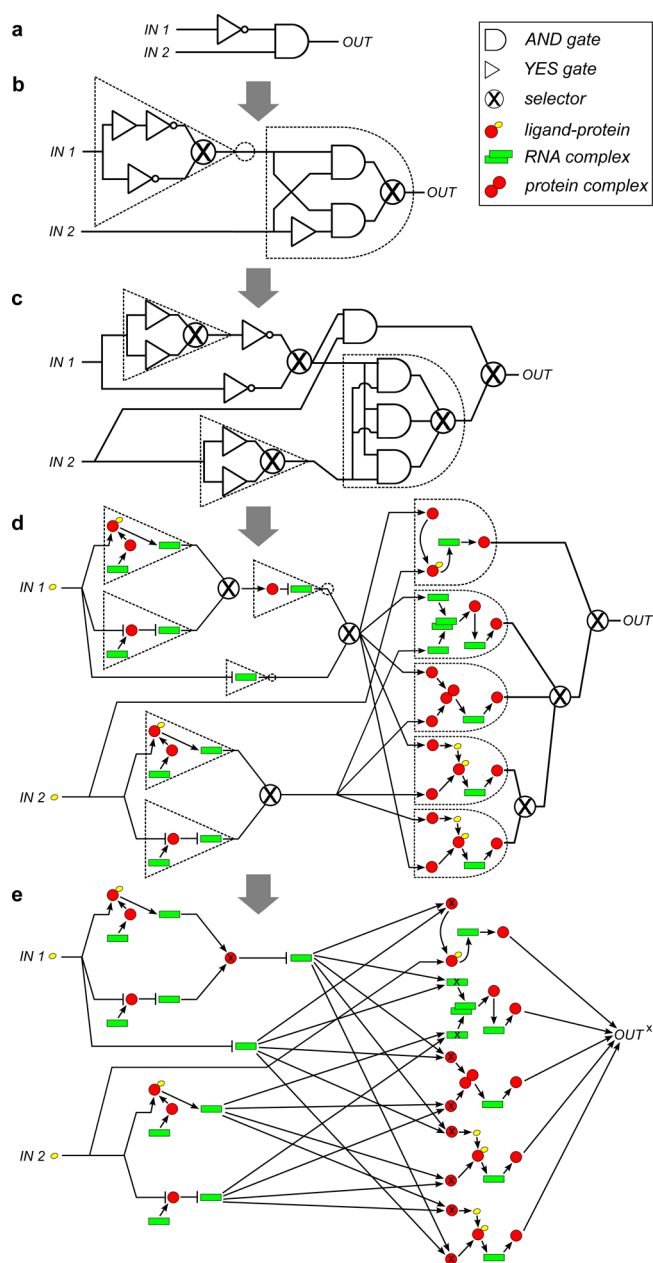 a
IN 1
IN 2
OUT
AND gate
YES gate
X selector
ligand-protein
RNA complex
protein complex
b
IN 1
X
IN 2
X
OUT
c
X
IN 1
X
X
OUT
X
IN 2
X
d
IN 1
X
X
X
OUT
X
IN 2
X
X
e
x
IN 1
x
x
OUT x
x
x
x
x
IN 2
x
x
x